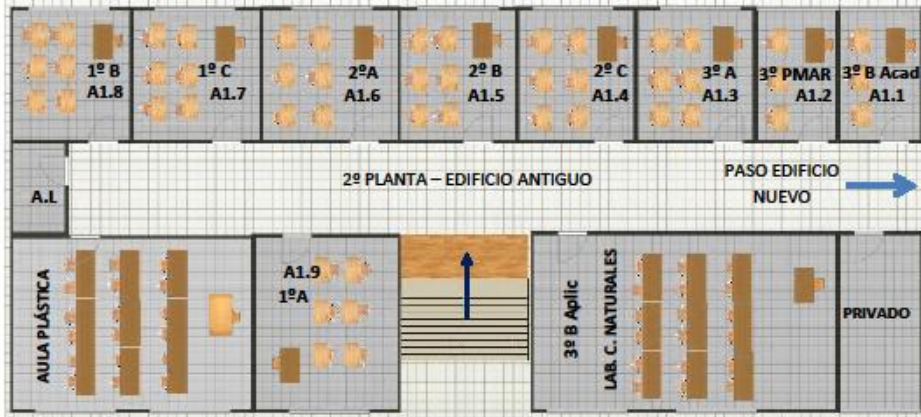 1º B
A1.8
1º C
A1.7
2ºA
A1.6
2º B
A1.5
2º C
A1.4
3º A
A1.3
3º PMAR
A1.2
3º B Acad
A1.1
A.L
2º PLANTA – EDIFICIO ANTIGUO
PASO EDIFICIO
NUEVO
AULA PLÁSTICA
A1.9
1ºA
3º B Aplic
LAB. C. NATURALES
PRIVADO